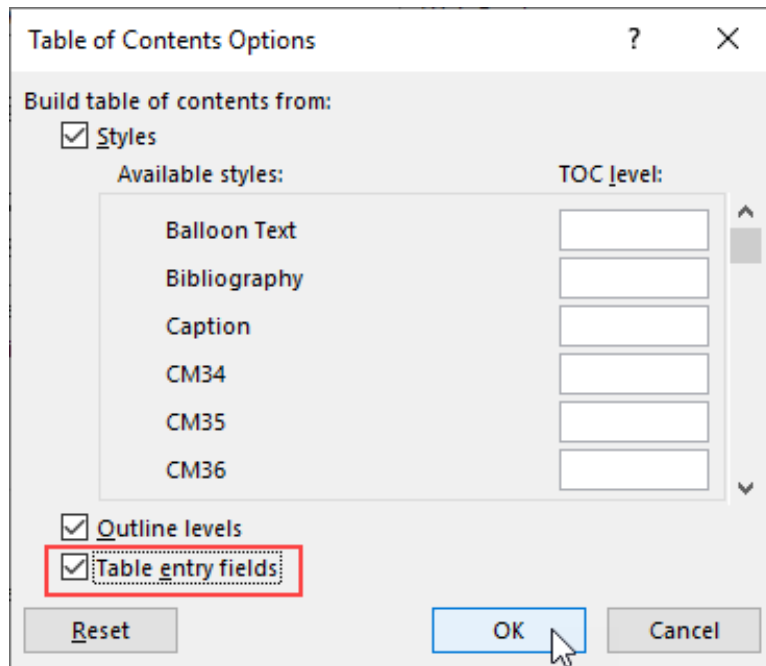 Table of Contents Options ? X
Build table of contents from:
Styles
Available styles: TOC level:
Balloon Text
Bibliography
Caption
CM34
CM35
CM36
Outline levels
Table entry fields
Reset OK Cancel